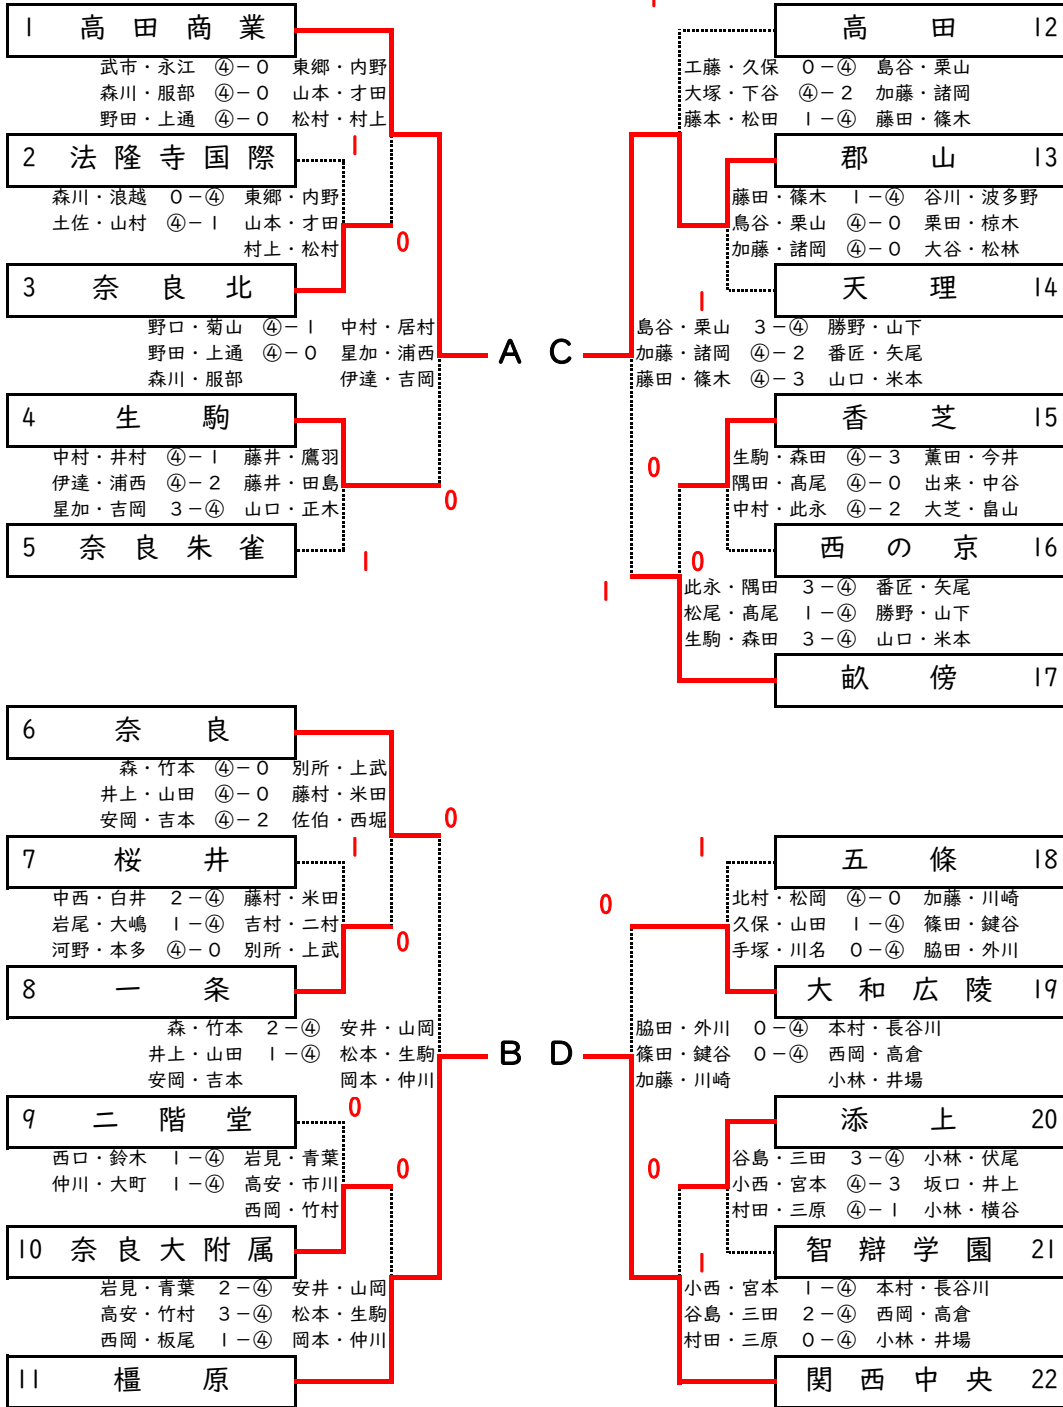 1 高田商業
武市・永江 ④－0 東郷・内野
森川・服部 ④－0 山本・才田
野田・上通 ④－0 松村・村上
1
2 法隆寺国際
森川・浪越 0－④ 東郷・内野
土佐・山村 ④－1 山本・才田
村上・松村
0
3 奈良北
野口・菊山 ④－1 中村・居村
野田・上通 ④－0 星加・浦西
森川・服部 伊達・吉岡
A
4 生駒
中村・井村 ④－1 藤井・鷹羽
伊達・浦西 ④－2 藤井・田島
星加・吉岡 3－④ 山口・正木
0
5 奈良朱雀
1
6 奈良
森・竹本 ④－0 別所・上武
井上・山田 ④－0 藤村・米田
安岡・吉本 ④－2 佐伯・西堀
0
1
7 桜井
中西・白井 2－④ 藤村・米田
岩尾・大嶋 1－④ 吉村・二村
河野・本多 ④－0 別所・上武
0
8 一条
森・竹本 2－④ 安井・山岡
井上・山田 1－④ 松本・生駒
安岡・吉本 岡本・仲川
B
0
9 二階堂
西口・鈴木 1－④ 岩見・青葉
仲川・大町 1－④ 高安・市川
西岡・竹村
0
10 奈良大附属
岩見・青葉 2－④ 安井・山岡
高安・竹村 3－④ 松本・生駒
西岡・板尾 1－④ 岡本・仲川
11 橿原
高田 12
工藤・久保 0－④ 島谷・栗山
大塚・下谷 ④－2 加藤・諸岡
藤本・松田 1－④ 藤田・篠木
郡山 13
藤田・篠木 1－④ 谷川・波多野
鳥谷・栗山 ④－0 栗田・椋木
加藤・諸岡 ④－0 大谷・松林
天理 14
1
島谷・栗山 3－④ 勝野・山下
加藤・諸岡 ④－2 番匠・矢尾
藤田・篠木 ④－3 山口・米本
C
香芝 15
生駒・森田 ④－3 薫田・今井
隅田・髙尾 ④－0 出来・中谷
中村・此永 ④－2 大芝・畠山
0
西の京 16
0
1
此永・隅田 3－④ 番匠・矢尾
松尾・髙尾 1－④ 勝野・山下
生駒・森田 3－④ 山口・米本
畝傍 17
1
五條 18
北村・松岡 ④－0 加藤・川崎
久保・山田 1－④ 篠田・鍵谷
手塚・川名 0－④ 脇田・外川
0
大和広陵 19
脇田・外川 0－④ 本村・長谷川
篠田・鍵谷 0－④ 西岡・高倉
加藤・川崎 小林・井場
D
添上 20
谷島・三田 3－④ 小林・伏尾
小西・宮本 ④－3 坂口・井上
村田・三原 ④－1 小林・横谷
0
智辯学園 21
1
小西・宮本 1－④ 本村・長谷川
谷島・三田 2－④ 西岡・高倉
村田・三原 0－④ 小林・井場
関西中央 22